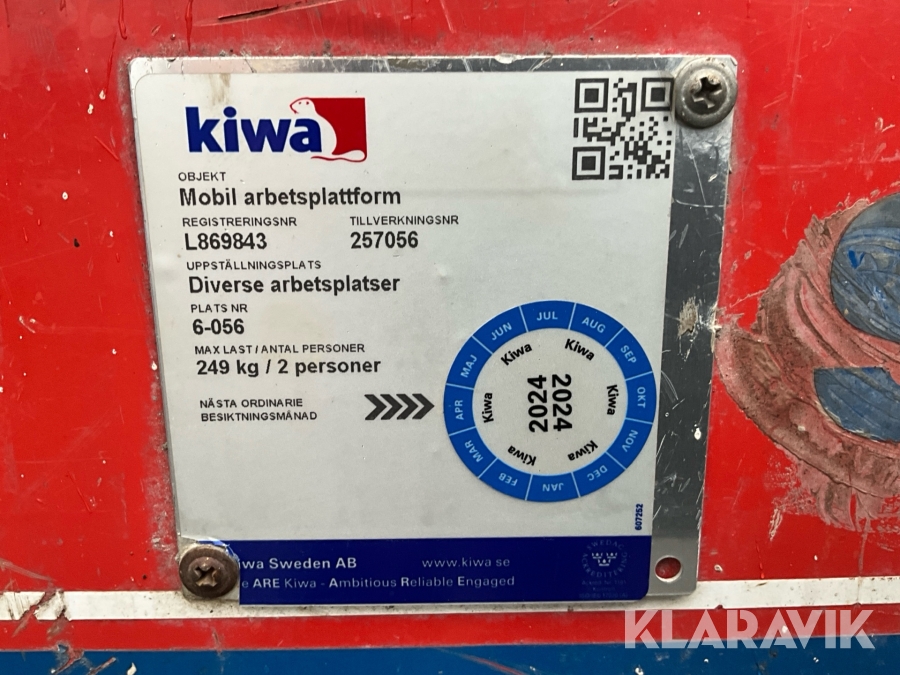 kiwa
OBJEKT
Mobil arbetsplattform
REGISTRERINGSNR TILLVERKNINGSNR
L869843 257056
UPPSTÄLLNINGSPLATS
Diverse arbetsplatser
PLATS NR
6-056
MAX LAST / ANTAL PERSONER
249 kg / 2 personer
NÄSTA ORDINARIE
BESIKTNINGSMÅNAD
JAN FEB MAR APR MAJ JUN JUL AUG SEP OKT NOV DEC
Kiwa Kiwa Kiwa Kiwa Kiwa Kiwa
2024
2024
607252
iwa Sweden AB www.kiwa.se
e ARE Kiwa - Ambitious Reliable Engaged
KLARAVIK